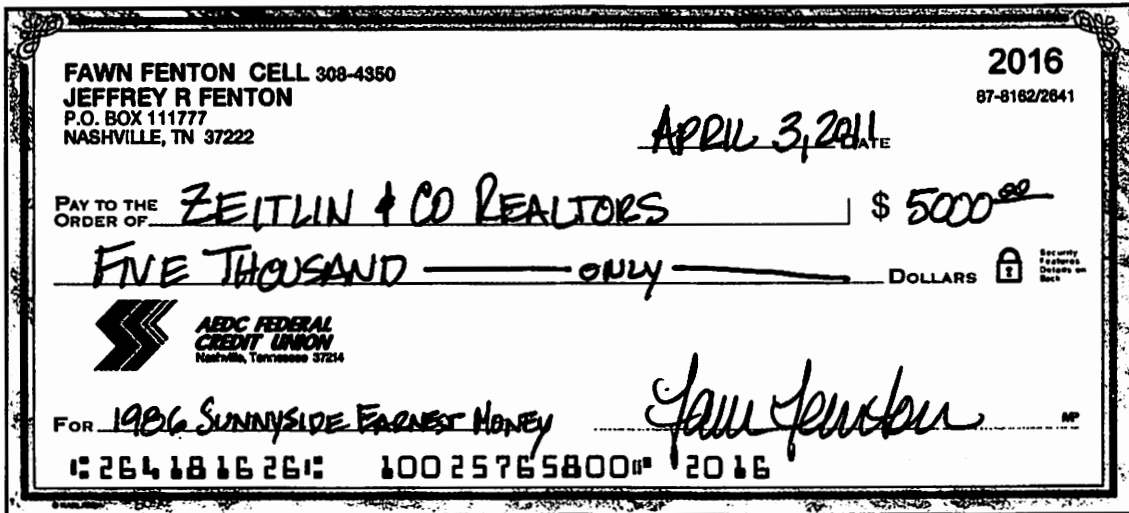 FAWN FENTON CELL 308-4350
JEFFREY R FENTON
P.O. BOX 111777
NASHVILLE, TN 37222
2016
87-8162/2641
APRIL 3, 2011 DATE
PAY TO THE ORDER OF ZEITLIN & CO REALTORS $ 5000 00
FIVE THOUSAND ONLY DOLLARS
Security Features Details on Back
AEDC FEDERAL
CREDIT UNION
Nashville, Tennessee 37214
FOR 1986 SUNNYSIDE EARNEST MONEY Fawn Fenton MP
⑆264181626⑆ 10025765800⑈ 2016